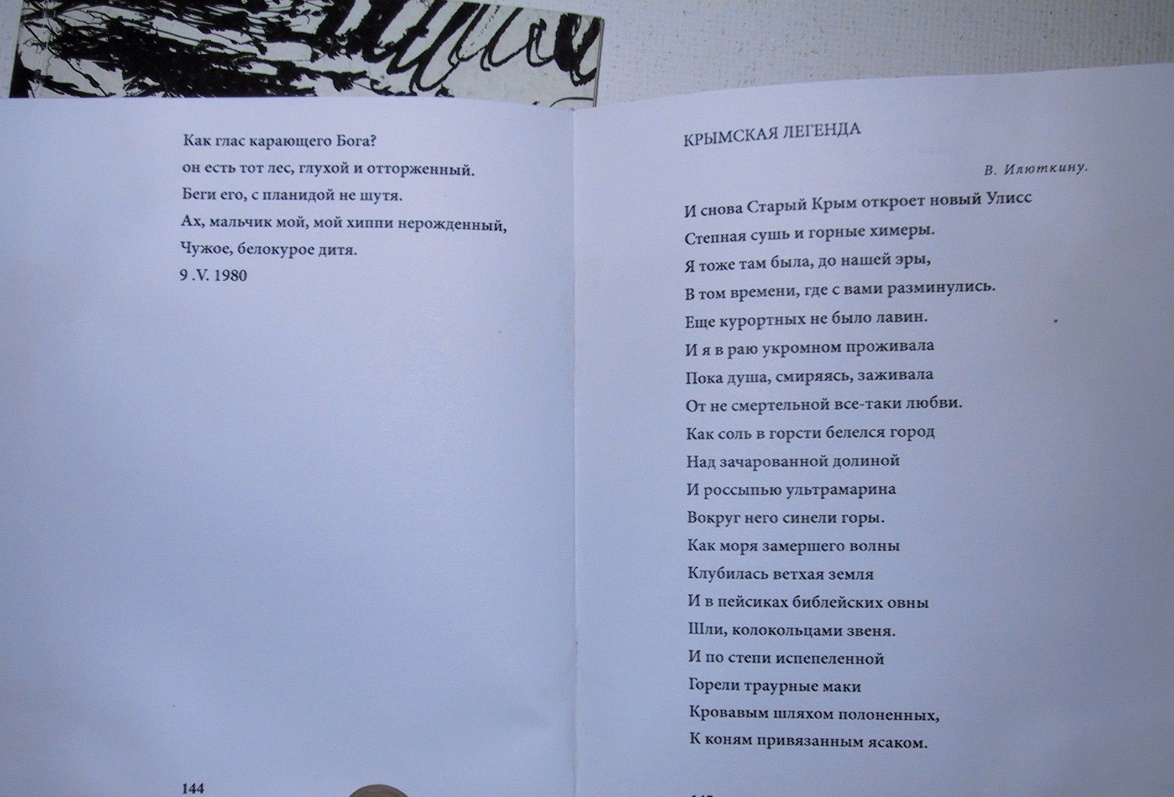 Как глас карающего Бога?
он есть тот лес, глухой и отторженный.
Беги его, с планидой не шутя.
Ах, мальчик мой, мой хиппи нерожденный,
Чужое, белокурое дитя.
9 .V. 1980
144
КРЫМСКАЯ ЛЕГЕНДА
В. Илюткину.
И снова Старый Крым откроет новый Улисс
Степная сушь и горные химеры.
Я тоже там была, до нашей эры,
В том времени, где с вами разминулись.
Еще курортных не было лавин.
И я в раю укромном проживала
Пока душа, смиряясь, заживала
От не смертельной все-таки любви.
Как соль в горсти белелся город
Над зачарованной долиной
И россыпью ультрамарина
Вокруг него синели горы.
Как моря замершего волны
Клубилась ветхая земля
И в пейсиках библейских овны
Шли, колокольцами звеня.
И по степи испепеленной
Горели траурные маки
Кровавым шляхом полоненных,
К коням привязанным ясаком.